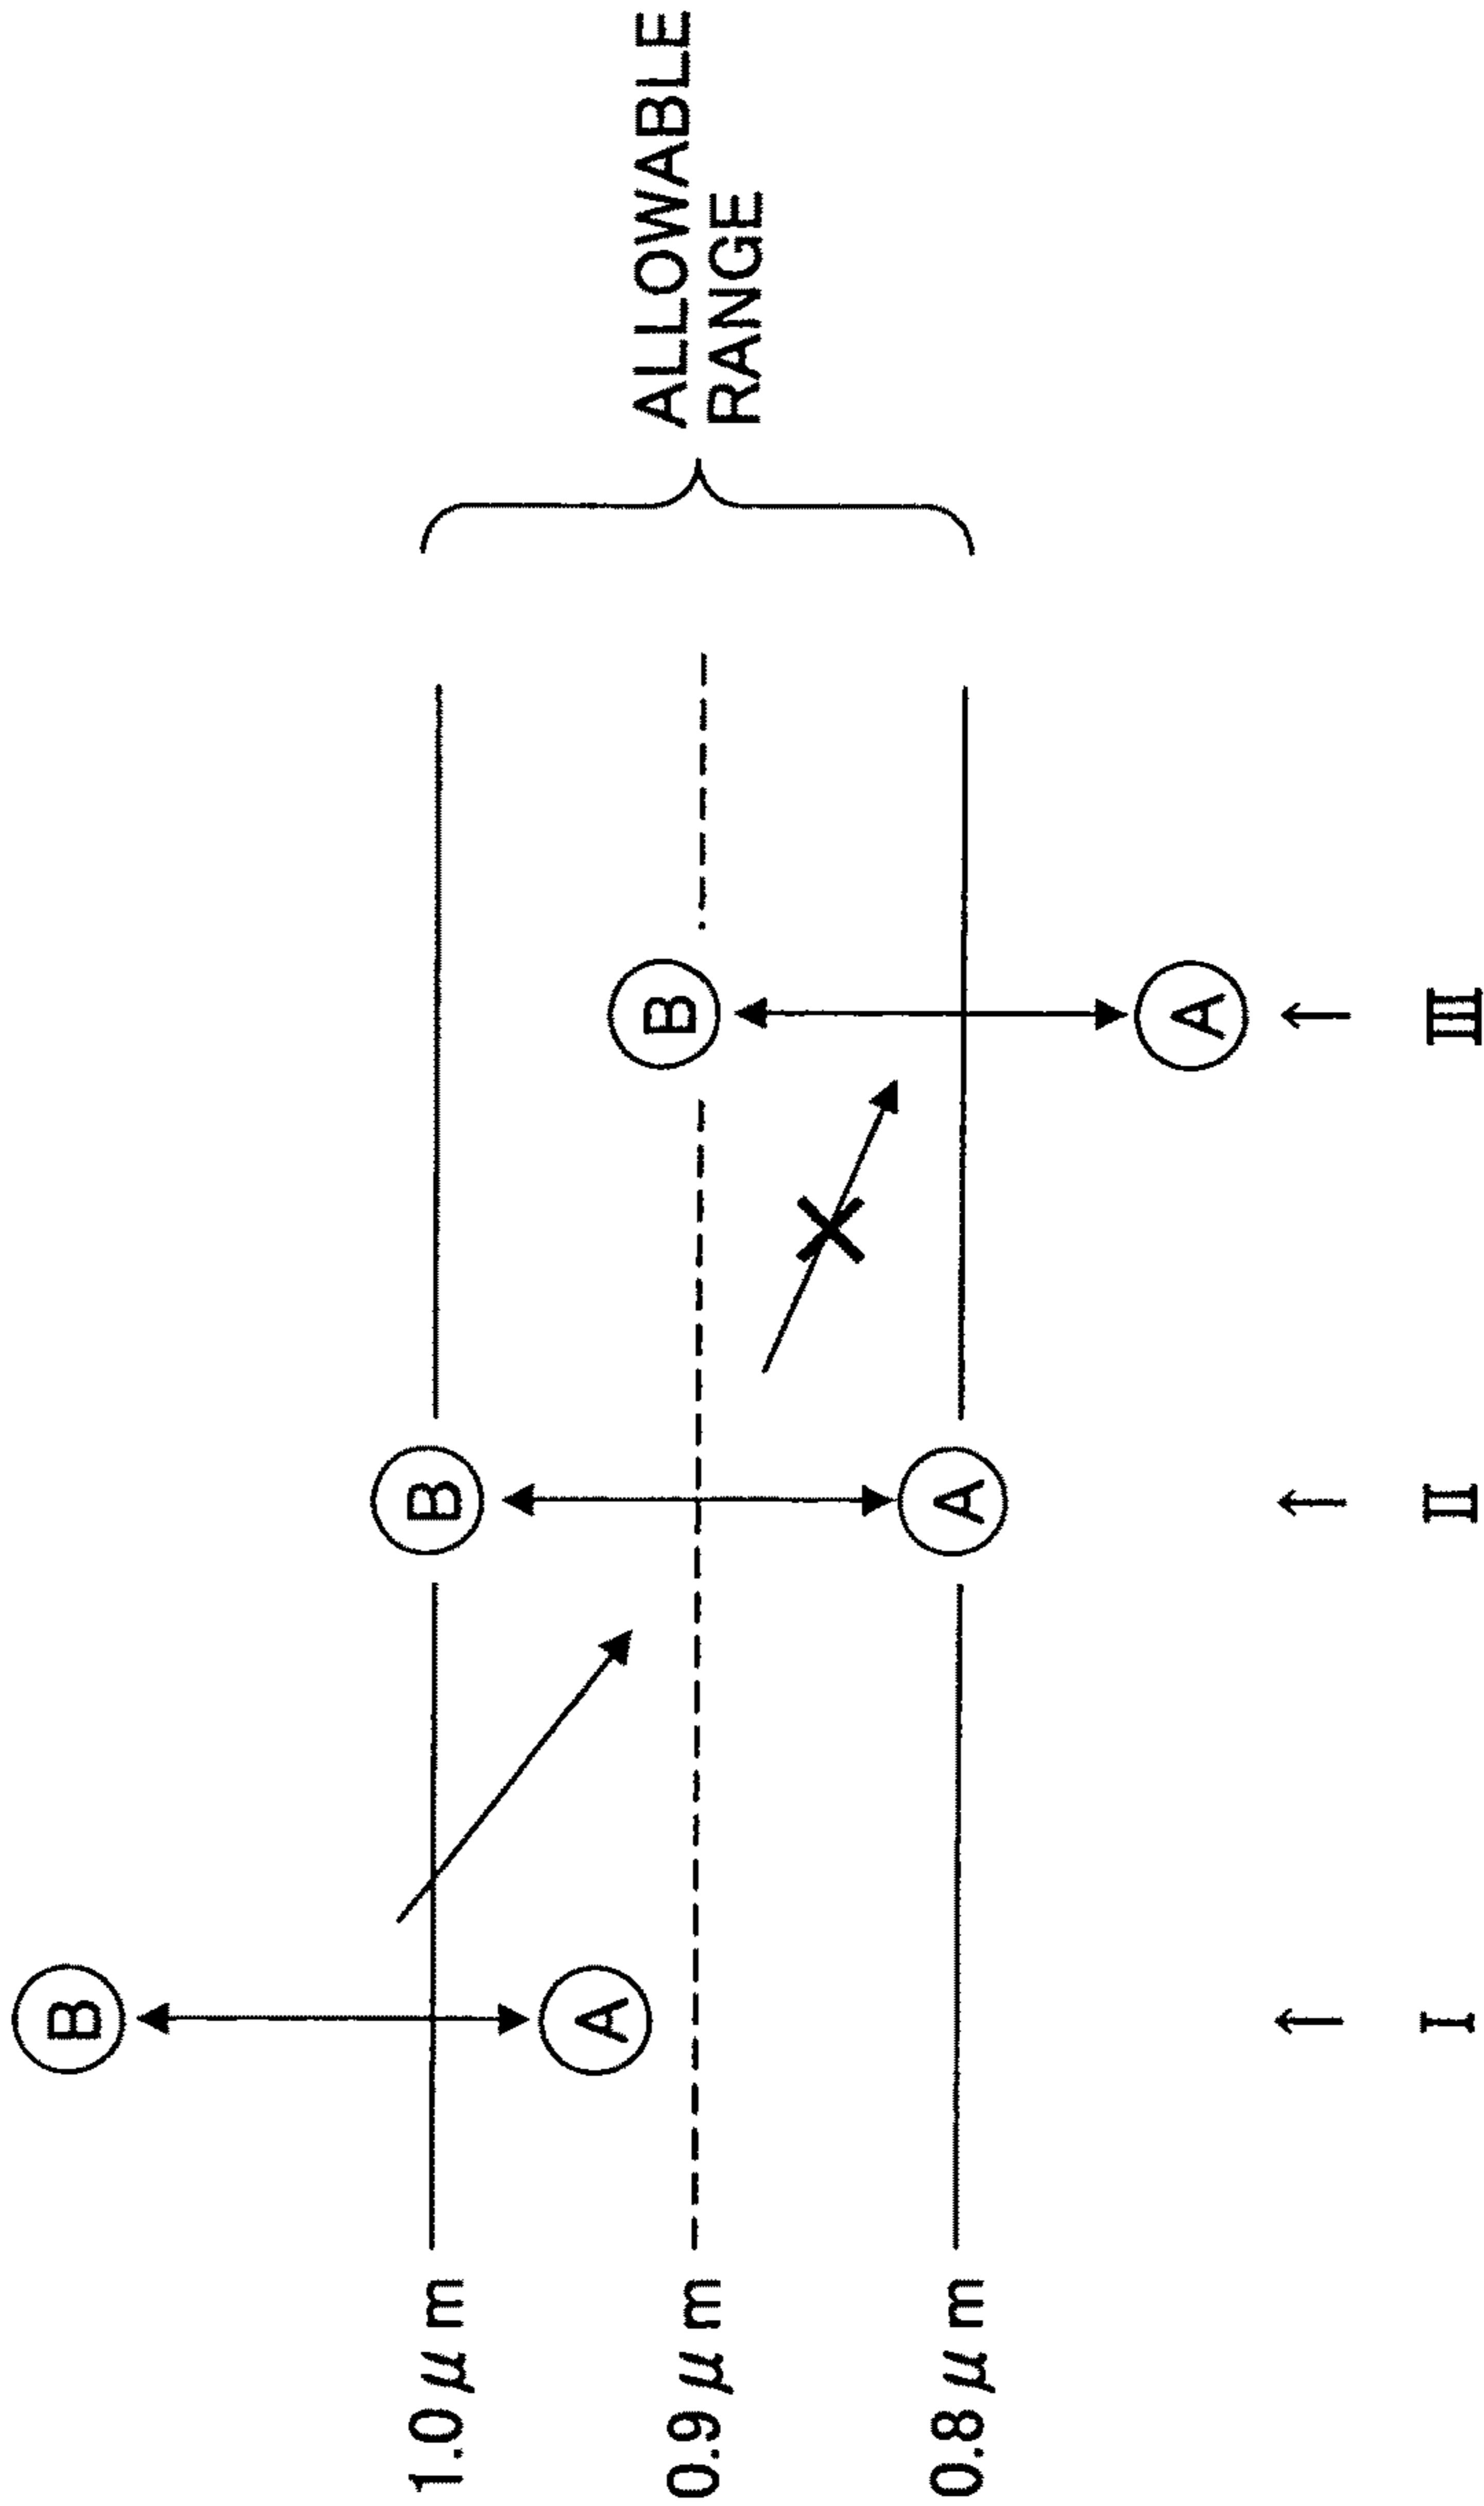 B
1.0 μm
B
B
ALLOWABLE
RANGE
A
0.9 μm
0.8 μm
A
A
I
II
III